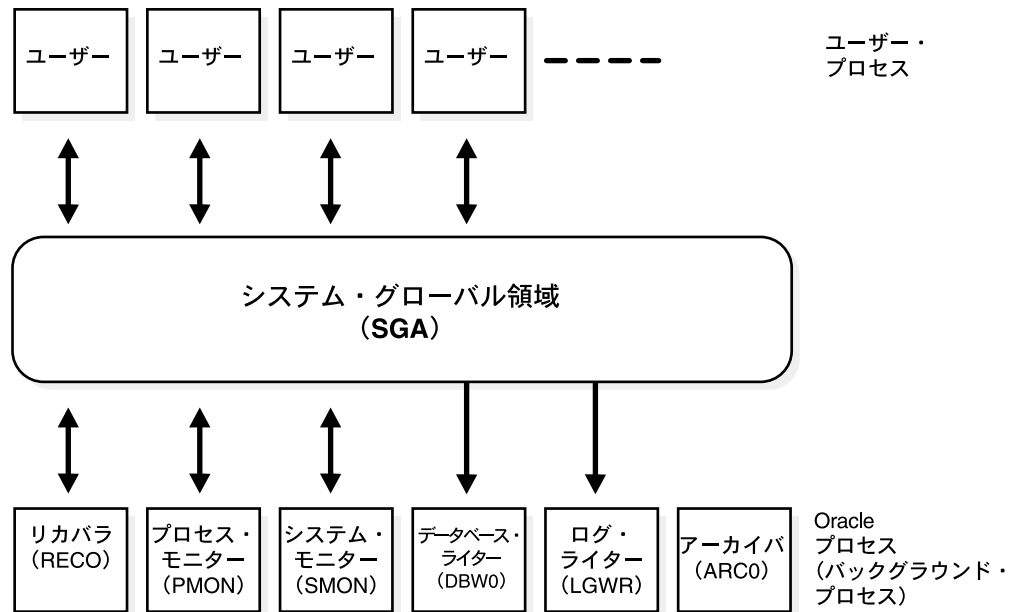 ユーザー
ユーザー
ユーザー
ユーザー
ユーザー・
プロセス
システム・グローバル領域
（SGA）
リカバラ
（RECO）
プロセス・
モニター
（PMON）
システム・
モニター
（SMON）
データベース・
ライター
（DBW0）
ログ・
ライター
（LGWR）
アーカイバ
（ARC0）
Oracle
プロセス
（バックグラウンド・
プロセス）